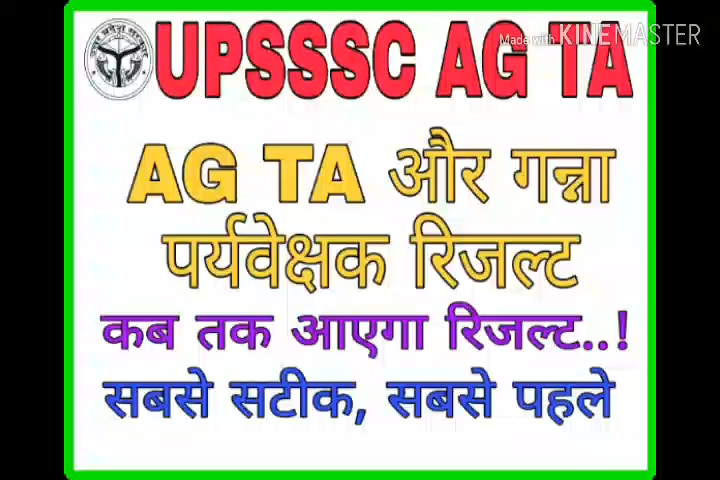 UPSSSC AG TA
Made with KINEMASTER
AG TA और गन्ना
पर्यवेक्षक रिजल्ट
कब तक आएगा रिजल्ट..!
सबसे सटीक, सबसे पहले